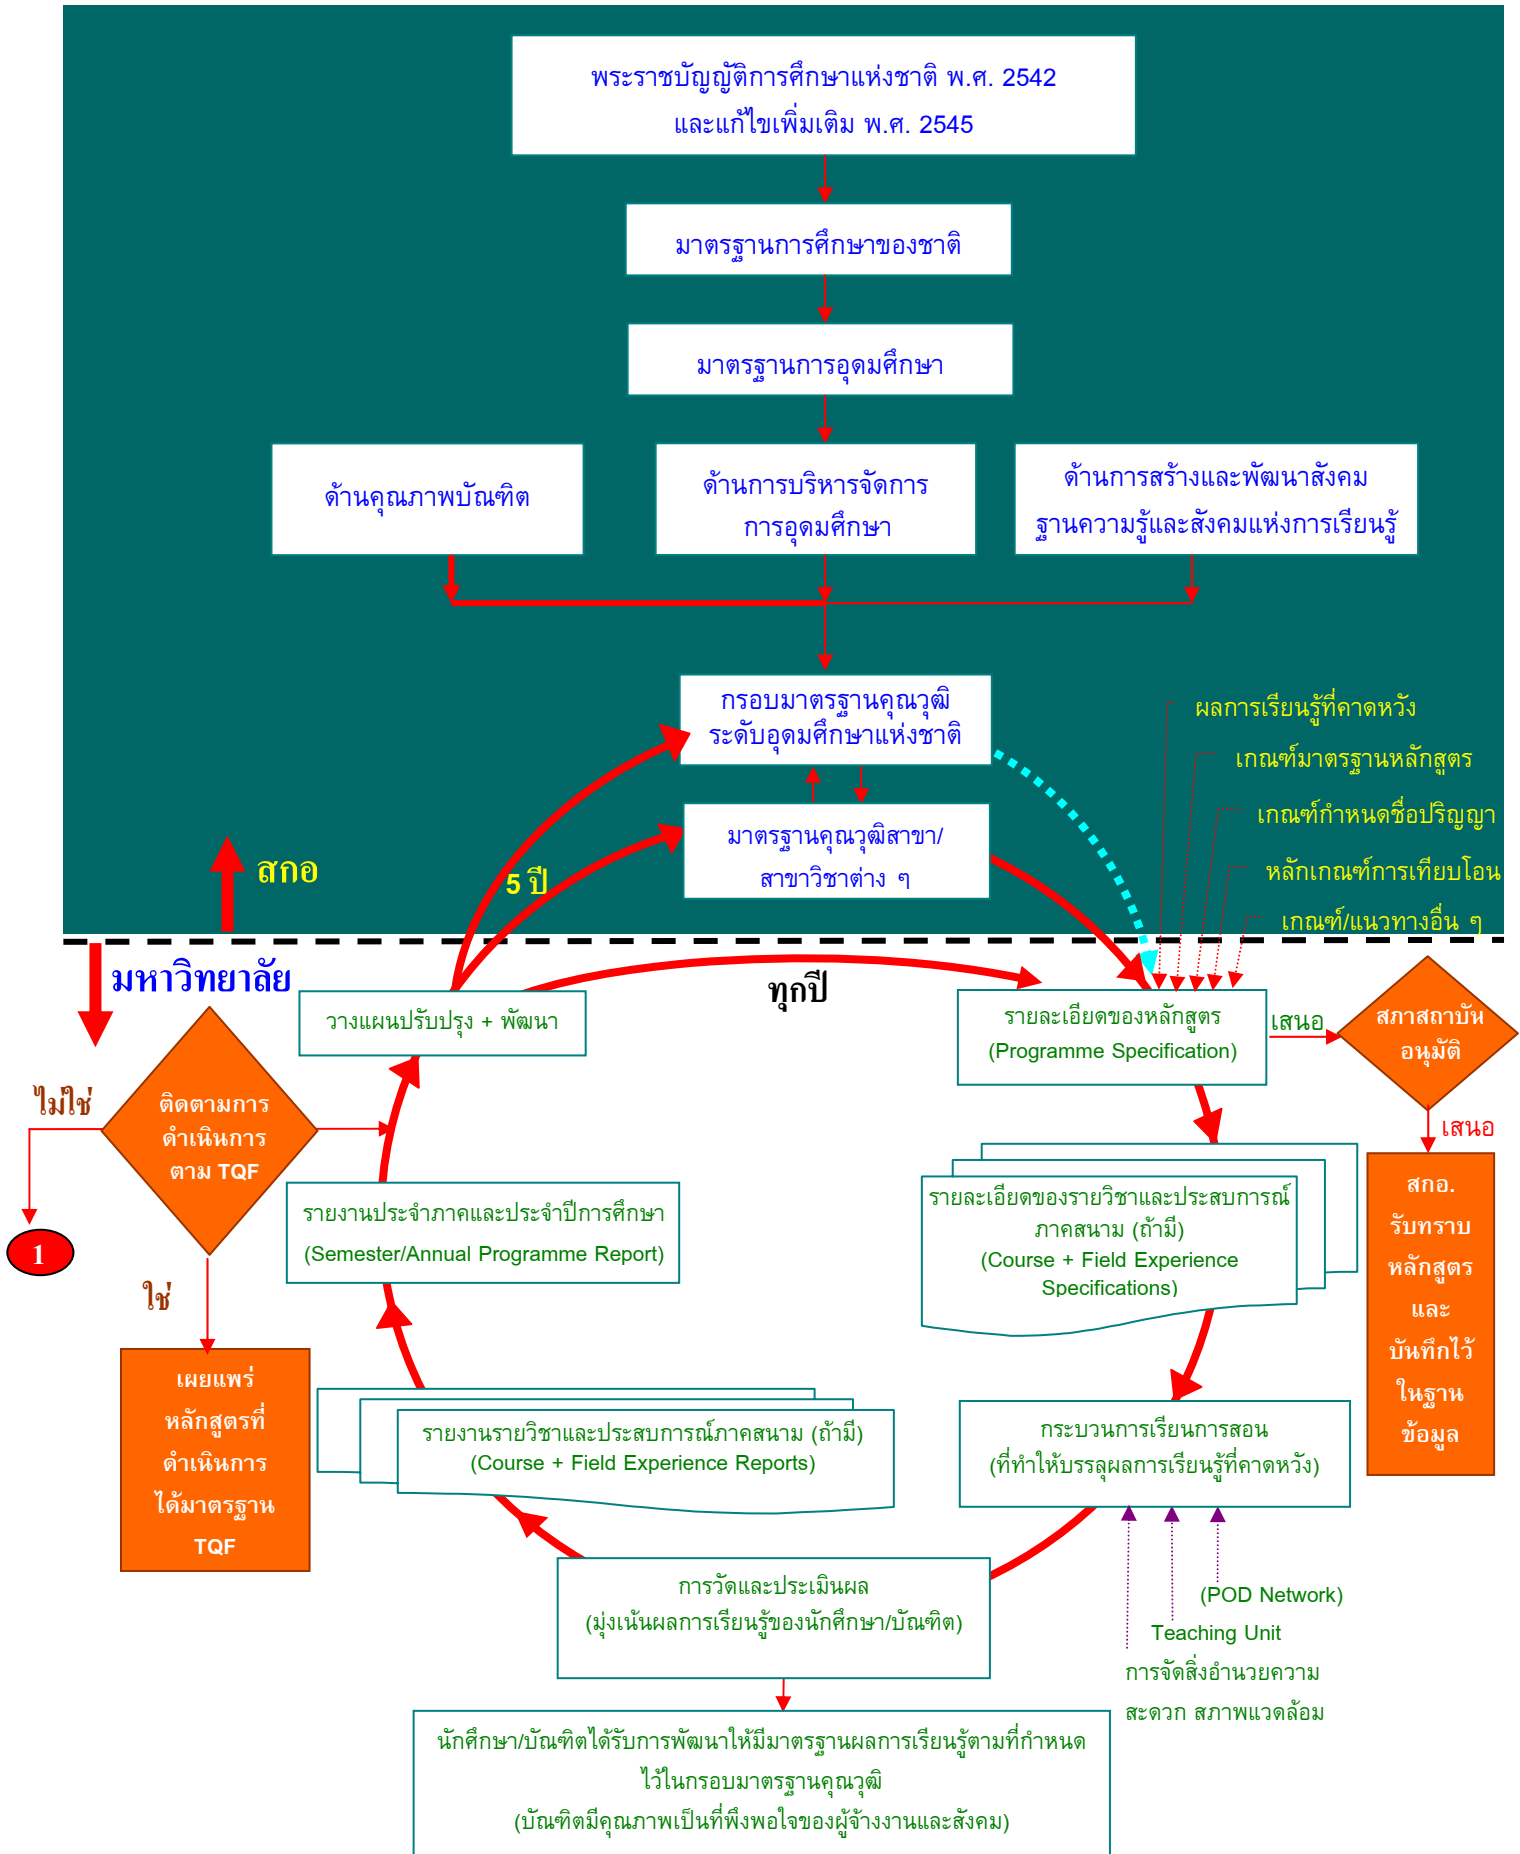 พระราชบัญญัติการศึกษาแห่งชาติ พ.ศ. 2542
และแก้ไขเพิ่มเติม พ.ศ. 2545
มาตรฐานการศึกษาของชาติ
มาตรฐานการอุดมศึกษา
ด้านคุณภาพบัณฑิต
ด้านการบริหารจัดการ
การอุดมศึกษา
ด้านการสร้างและพัฒนาสังคม
ฐานความรู้และสังคมแห่งการเรียนรู้
กรอบมาตรฐานคุณวุฒิ
ระดับอุดมศึกษาแห่งชาติ
ผลการเรียนรู้ที่คาดหวัง
เกณฑ์มาตรฐานหลักสูตร
เกณฑ์กำหนดชื่อปริญญา
หลักเกณฑ์การเทียบโอน
เกณฑ์/แนวทางอื่น ๆ
มาตรฐานคุณวุฒิสาขา/
สาขาวิชาต่าง ๆ
สกอ
5 ปี
มหาวิทยาลัย
ทุกปี
วางแผนปรับปรุง + พัฒนา
รายละเอียดของหลักสูตร
(Programme Specification)
เสนอ
สภาสถาบัน
อนุมัติ
เสนอ
สกอ.
รับทราบ
หลักสูตร
และ
บันทึกไว้
ในฐาน
ข้อมูล
ไม่ใช่
ติดตามการ
ดำเนินการ
ตาม TQF
1
ใช่
เผยแพร่
หลักสูตรที่
ดำเนินการ
ได้มาตรฐาน
TQF
รายงานประจำภาคและประจำปีการศึกษา
(Semester/Annual Programme Report)
รายละเอียดของรายวิชาและประสบการณ์
ภาคสนาม (ถ้ามี)
(Course + Field Experience
Specifications)
รายงานรายวิชาและประสบการณ์ภาคสนาม (ถ้ามี)
(Course + Field Experience Reports)
กระบวนการเรียนการสอน
(ที่ทำให้บรรลุผลการเรียนรู้ที่คาดหวัง)
การวัดและประเมินผล
(มุ่งเน้นผลการเรียนรู้ของนักศึกษา/บัณฑิต)
(POD Network)
Teaching Unit
การจัดสิ่งอำนวยความ
สะดวก สภาพแวดล้อม
นักศึกษา/บัณฑิตได้รับการพัฒนาให้มีมาตรฐานผลการเรียนรู้ตามที่กำหนด
ไว้ในกรอบมาตรฐานคุณวุฒิ
(บัณฑิตมีคุณภาพเป็นที่พึงพอใจของผู้จ้างงานและสังคม)